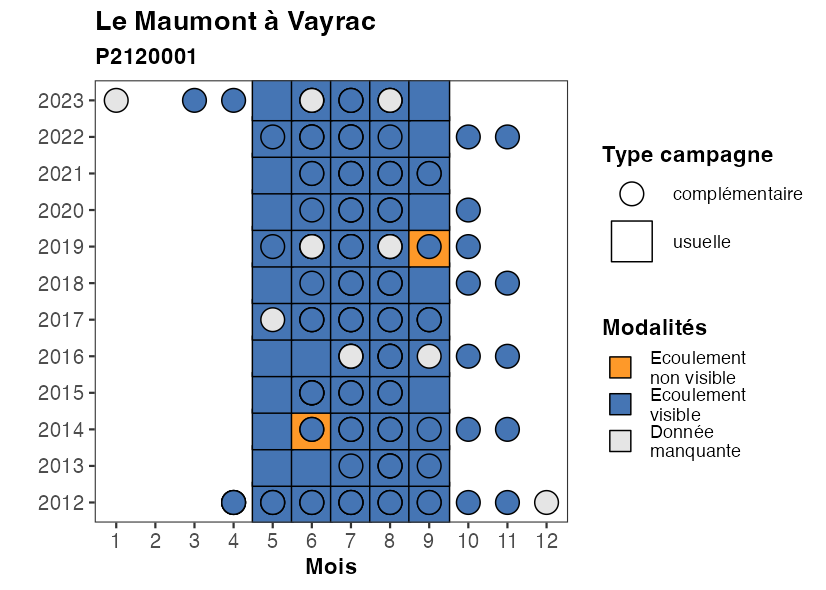 Le Maumont à Vayrac
P2120001
2023
2022
2021
2020
2019
2018
2017
2016
2015
2014
2013
2012
1 2 3 4 5 6 7 8 9 10 11 12
Mois
Type campagne
complémentaire
usuelle
Modalités
Ecoulement
non visible
Ecoulement
visible
Donnée
manquante